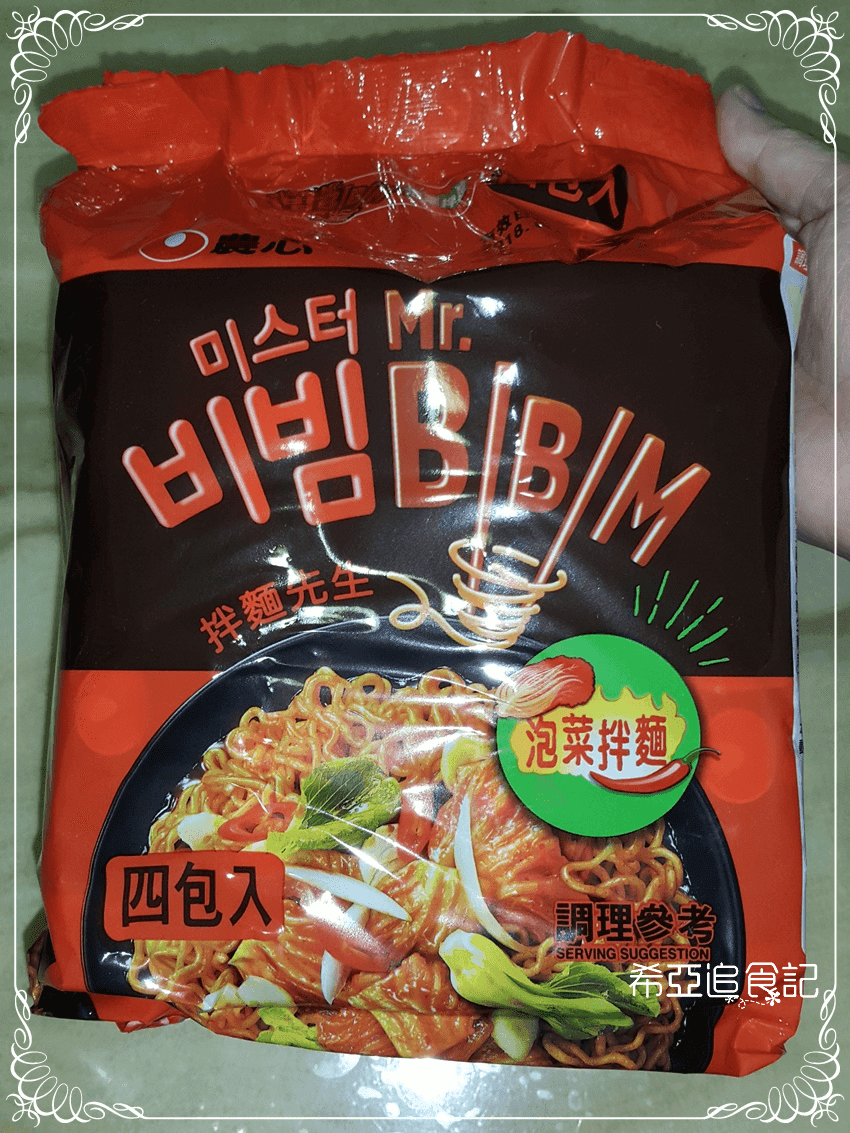 農心
미스터 Mr.
비빔 BIBIM
拌麵先生
泡菜拌麵
四包入
調理參考
SERVING SUGGESTION
希亞追食記